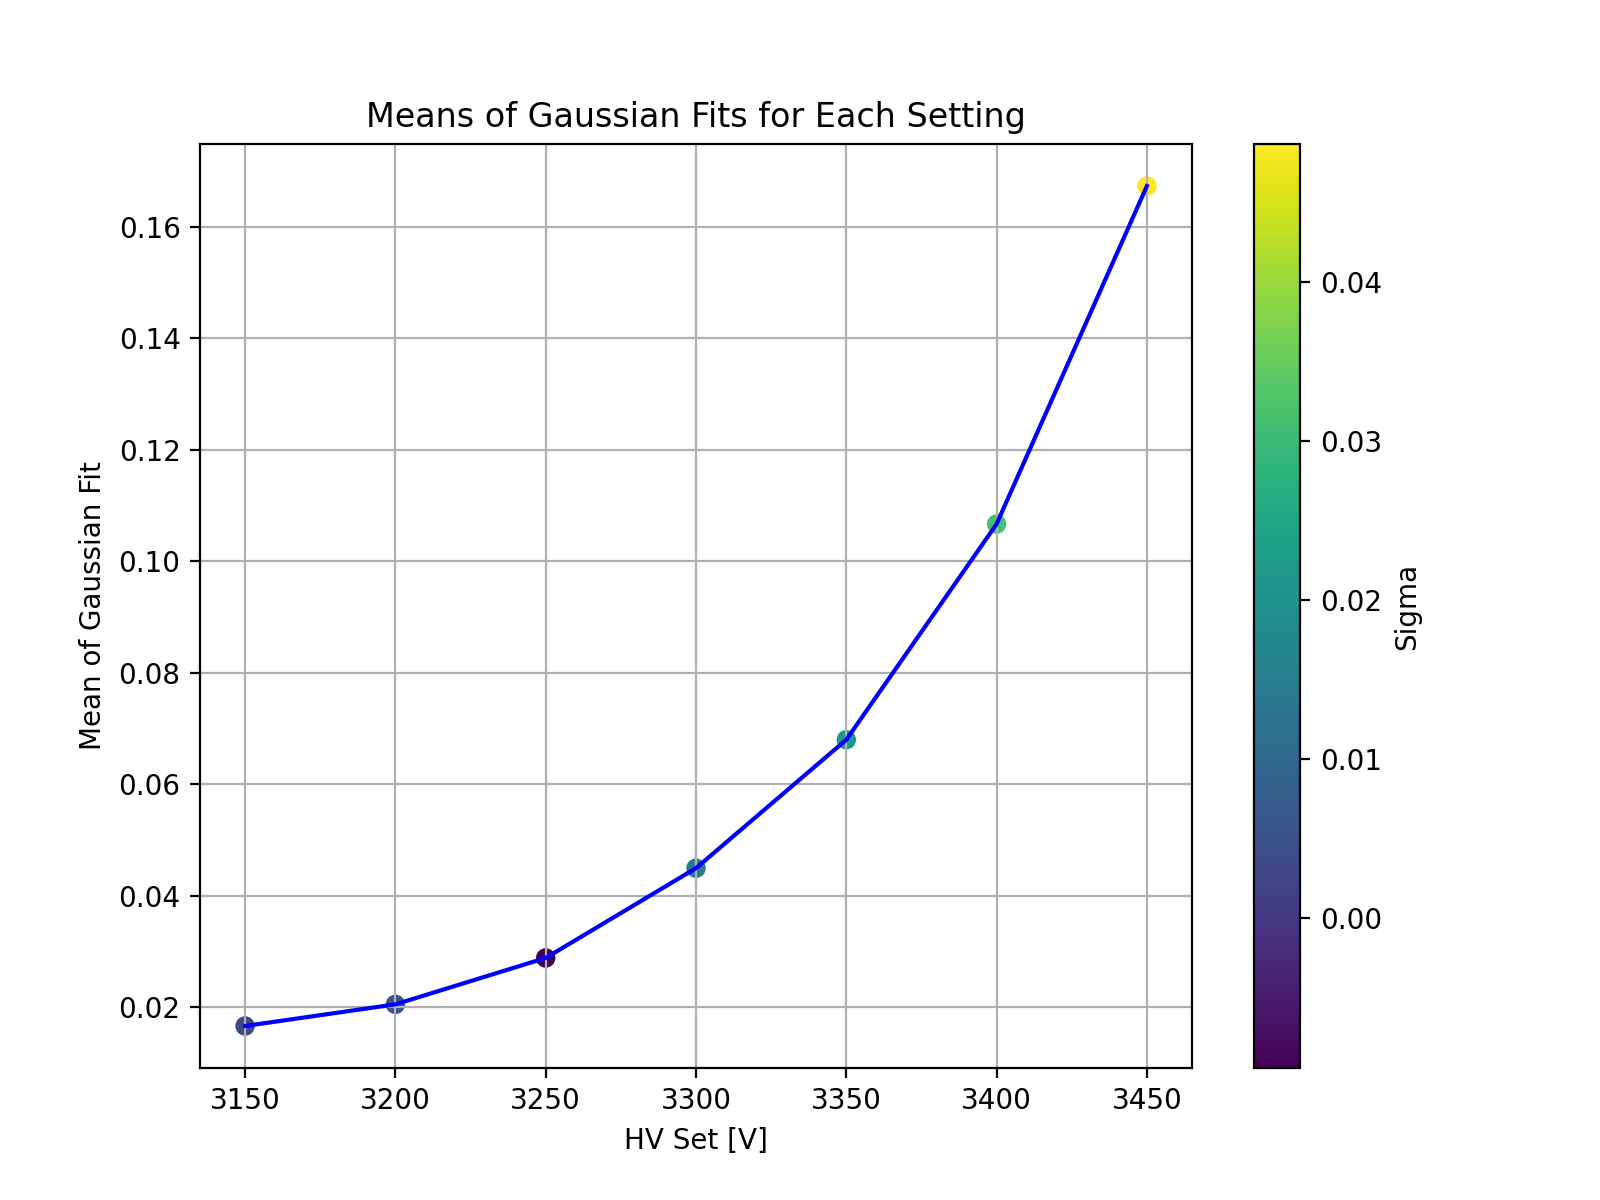 Means of Gaussian Fits for Each Setting
Mean of Gaussian Fit
0.16
0.14
0.12
0.10
0.08
0.06
0.04
0.02
3150 3200 3250 3300 3350 3400 3450
HV Set [V]
0.04
0.03
0.02
0.01
0.00
Sigma